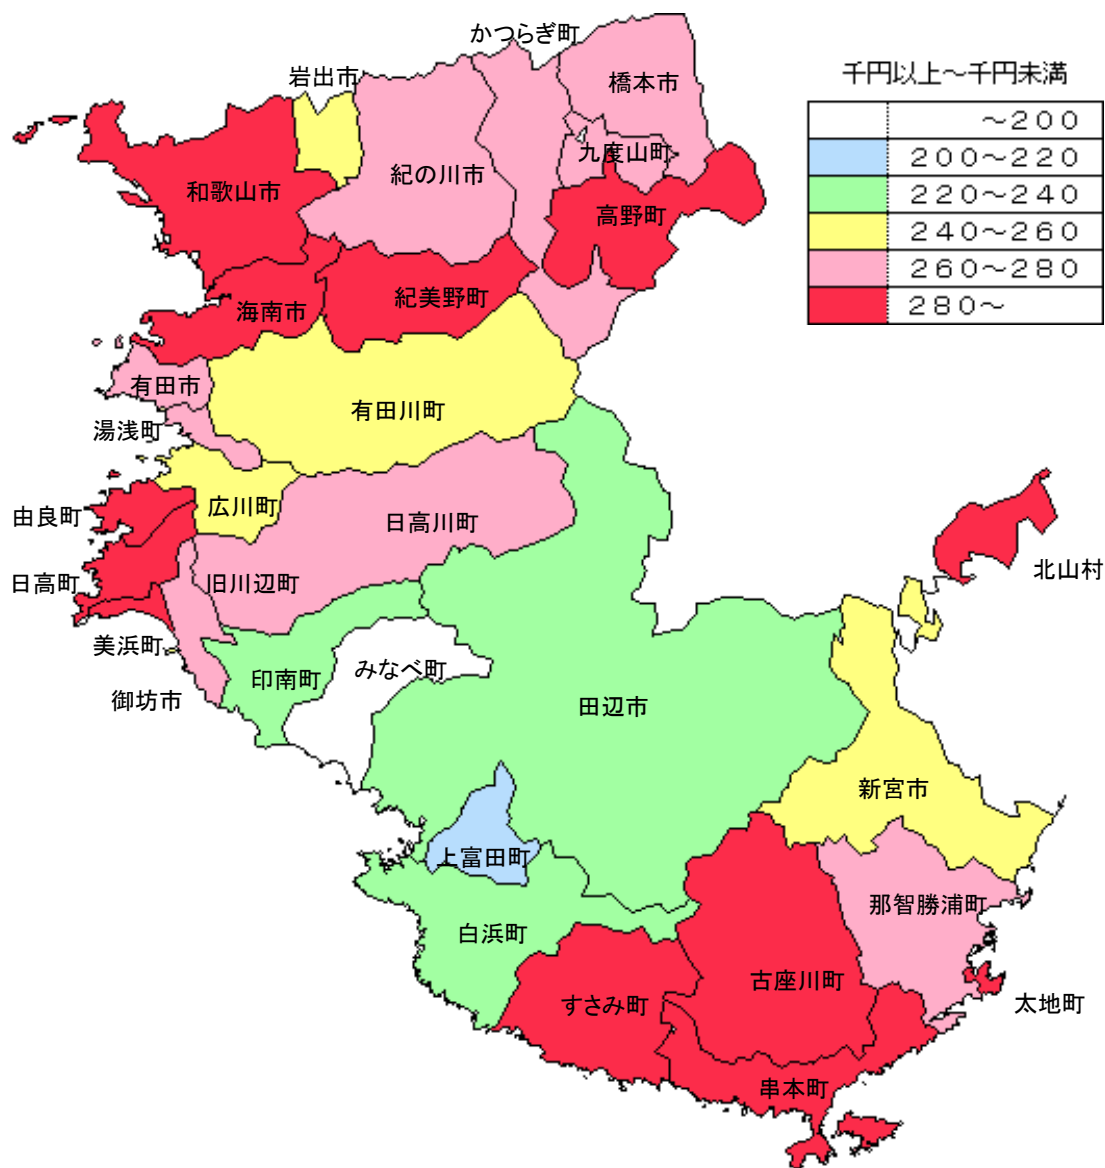 かつらぎ町
岩出市
橋本市
千円以上～千円未満
～２００
２００～２２０
２２０～２４０
２４０～２６０
２６０～２８０
２８０～
九度山町
紀の川市
和歌山市
高野町
紀美野町
海南市
有田市
有田川町
湯浅町
広川町
由良町
日高川町
北山村
日高町
旧川辺町
美浜町
みなべ町
印南町
御坊市
田辺市
新宮市
上富田町
那智勝浦町
白浜町
古座川町
すさみ町
太地町
串本町